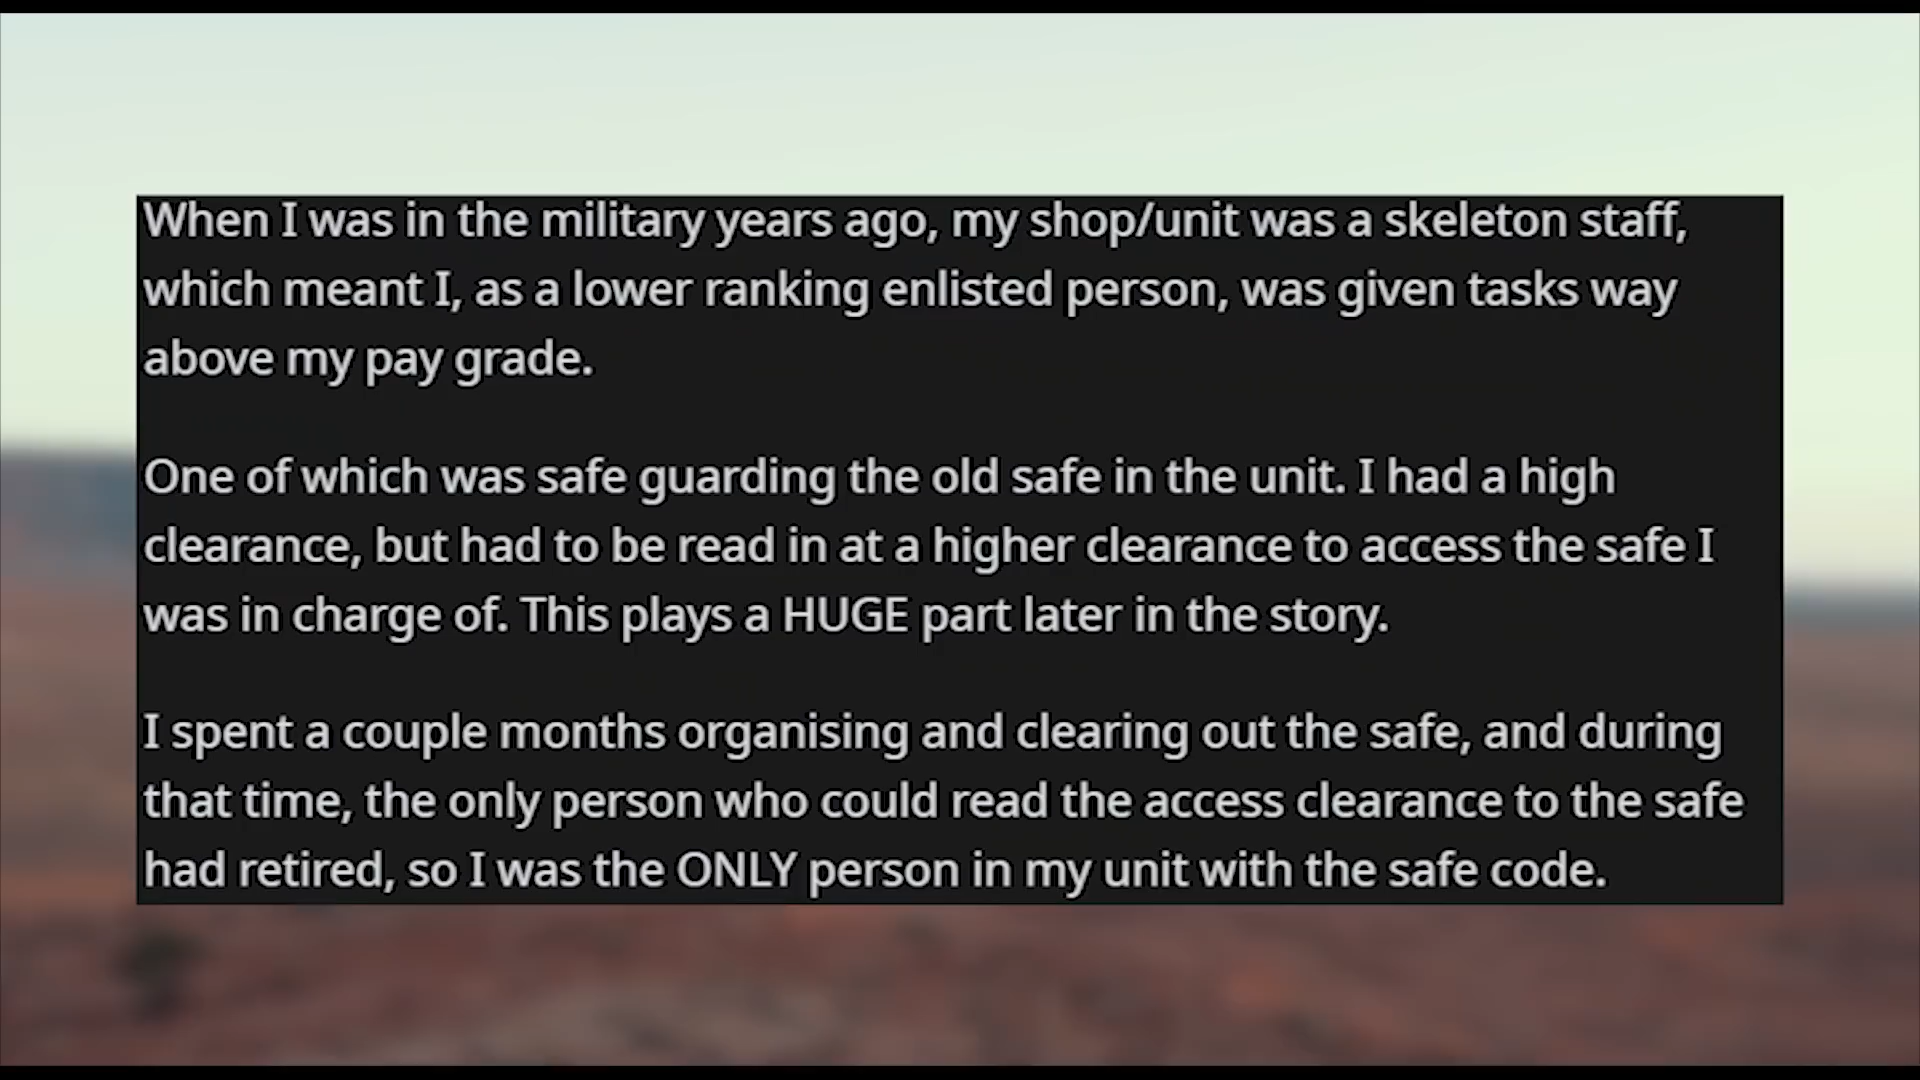 When I was in the military years ago, my shop/unit was a skeleton staff,
which meant I, as a lower ranking enlisted person, was given tasks way
above my pay grade.
One of which was safe guarding the old safe in the unit. I had a high
clearance, but had to be read in at a higher clearance to access the safe I
was in charge of. This plays a HUGE part later in the story.
I spent a couple months organising and clearing out the safe, and during
that time, the only person who could read the access clearance to the safe
had retired, so I was the ONLY person in my unit with the safe code.